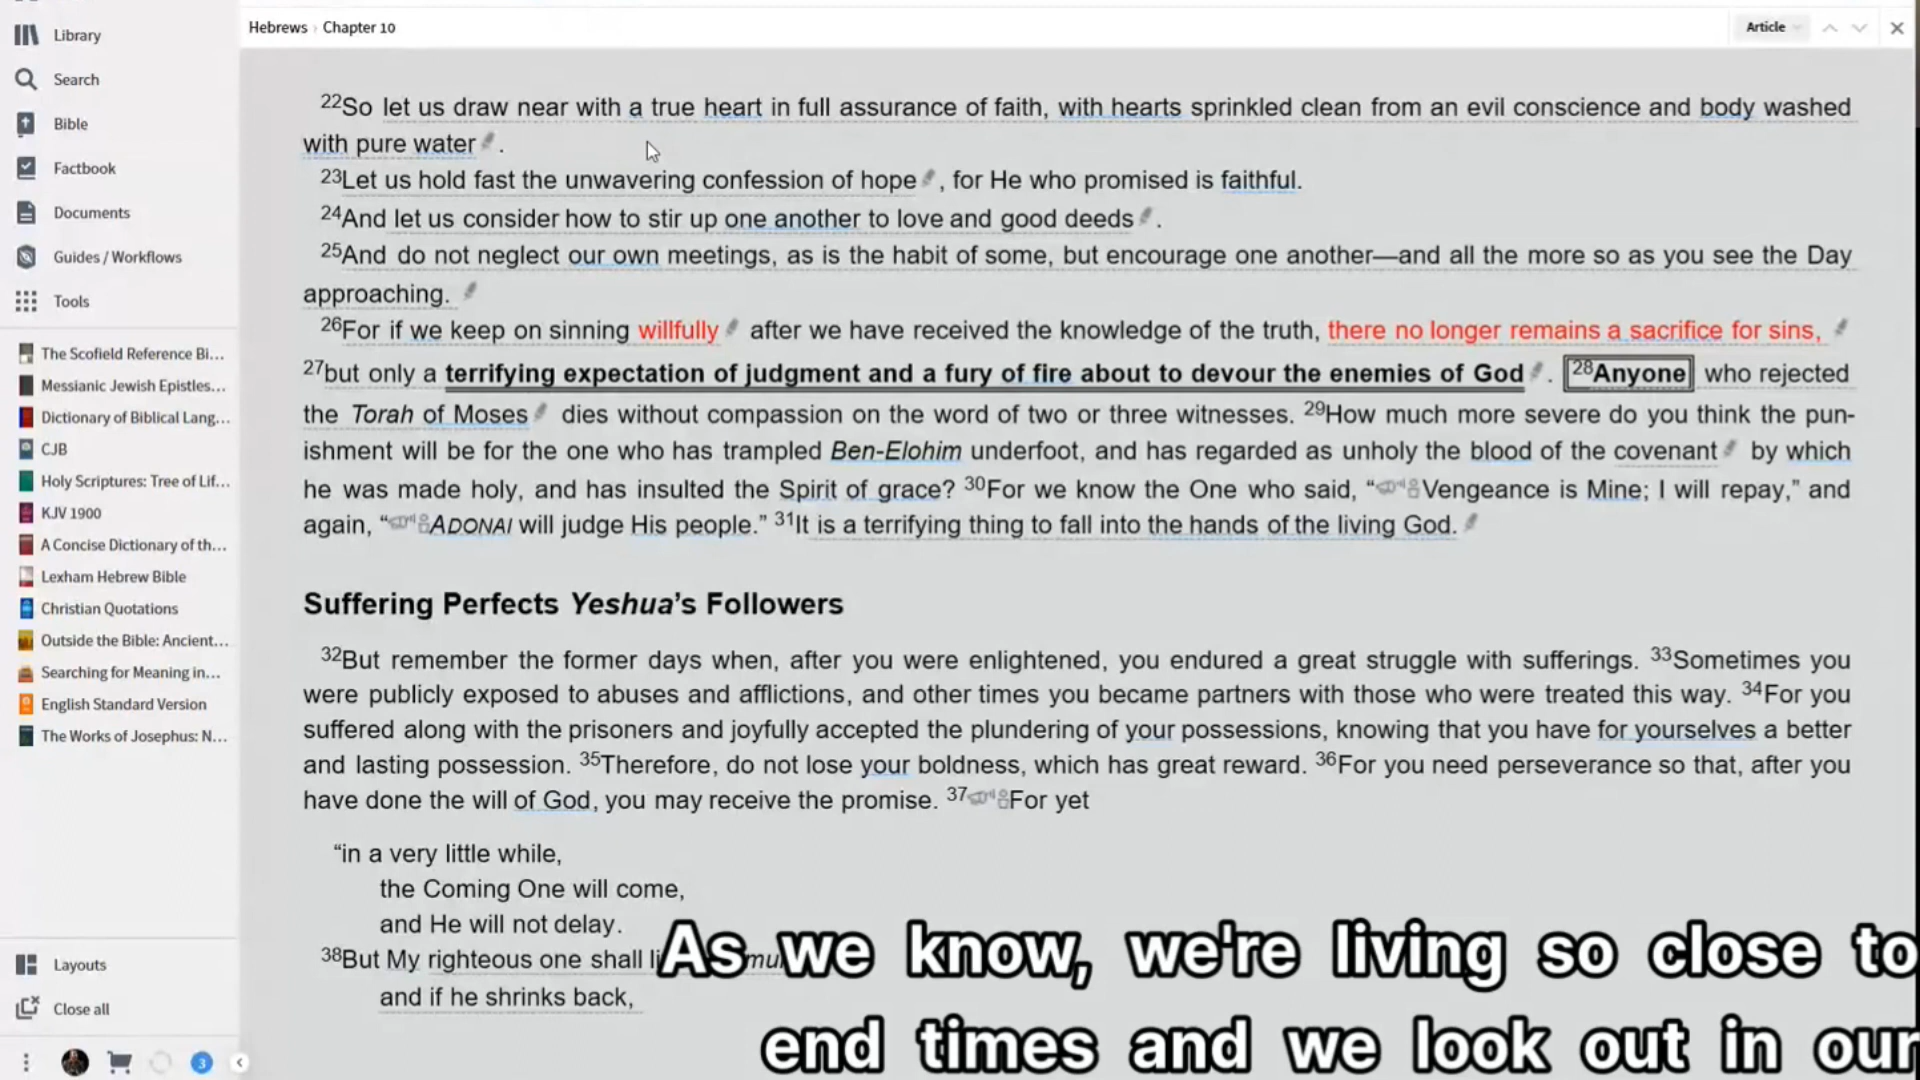 Library
Search
Bible
Factbook
Documents
Guides / Workflows
Tools
The Scofield Reference Bi...
Messianic Jewish Epistles...
Dictionary of Biblical Lang...
CJB
Holy Scriptures: Tree of Lif...
KJV 1900
A Concise Dictionary of th...
Lexham Hebrew Bible
Christian Quotations
Outside the Bible: Ancient...
Searching for Meaning in...
English Standard Version
The Works of Josephus: N...
Layouts
Close all
3
Hebrews › Chapter 10
Article
22So let us draw near with a true heart in full assurance of faith, with hearts sprinkled clean from an evil conscience and body washed
with pure water .
23Let us hold fast the unwavering confession of hope , for He who promised is faithful.
24And let us consider how to stir up one another to love and good deeds .
25And do not neglect our own meetings, as is the habit of some, but encourage one another—and all the more so as you see the Day
approaching.
26For if we keep on sinning willfully after we have received the knowledge of the truth, there no longer remains a sacrifice for sins,
27but only a terrifying expectation of judgment and a fury of fire about to devour the enemies of God . 28Anyone who rejected
the Torah of Moses dies without compassion on the word of two or three witnesses. 29How much more severe do you think the pun-
ishment will be for the one who has trampled Ben-Elohim underfoot, and has regarded as unholy the blood of the covenant by which
he was made holy, and has insulted the Spirit of grace? 30For we know the One who said, “Vengeance is Mine; I will repay,” and
again, “ADONAI will judge His people.” 31It is a terrifying thing to fall into the hands of the living God.
Suffering Perfects Yeshua’s Followers
32But remember the former days when, after you were enlightened, you endured a great struggle with sufferings. 33Sometimes you
were publicly exposed to abuses and afflictions, and other times you became partners with those who were treated this way. 34For you
suffered along with the prisoners and joyfully accepted the plundering of your possessions, knowing that you have for yourselves a better
and lasting possession. 35Therefore, do not lose your boldness, which has great reward. 36For you need perseverance so that, after you
have done the will of God, you may receive the promise. 37For yet
“in a very little while,
the Coming One will come,
and He will not delay.
38But My righteous one shall
and if he shrinks back,
As we know, we're living so close to
end times and we look out in our